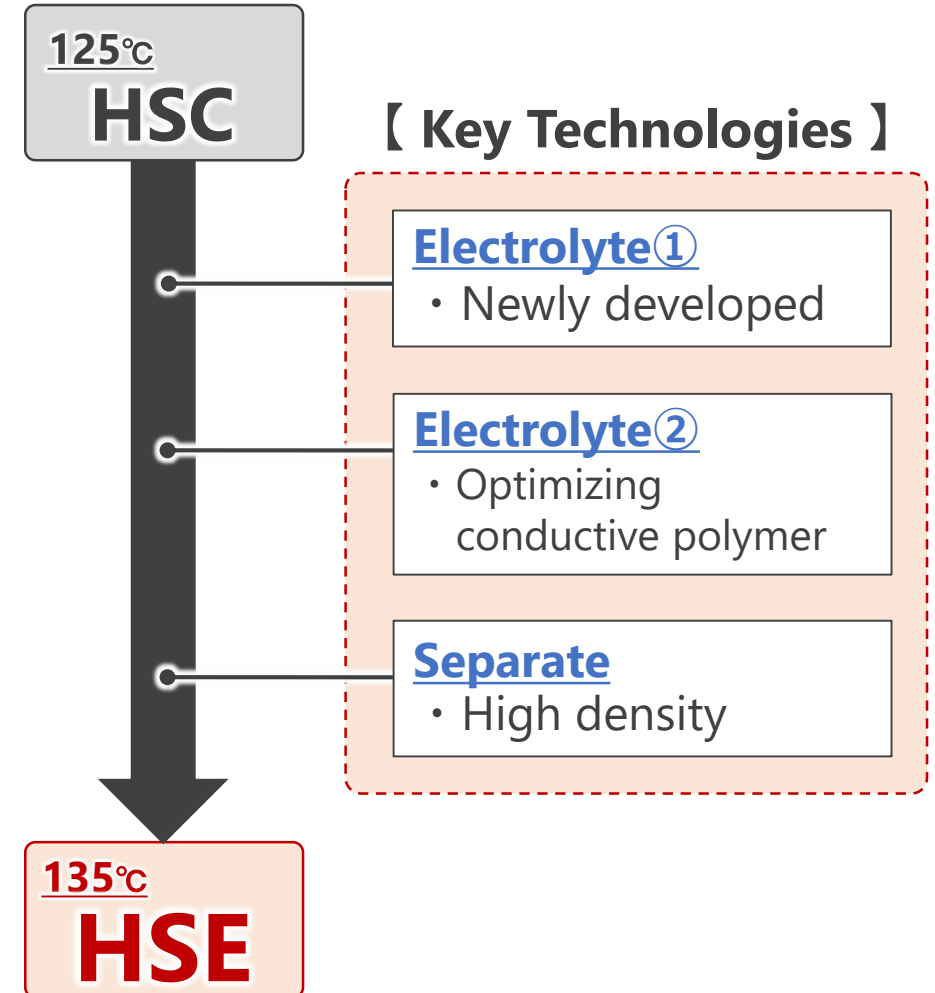 125℃
HSC
【 Key Technologies 】
Electrolyte①
・Newly developed
Electrolyte②
・Optimizing
conductive polymer
Separate
・High density
135℃
HSE